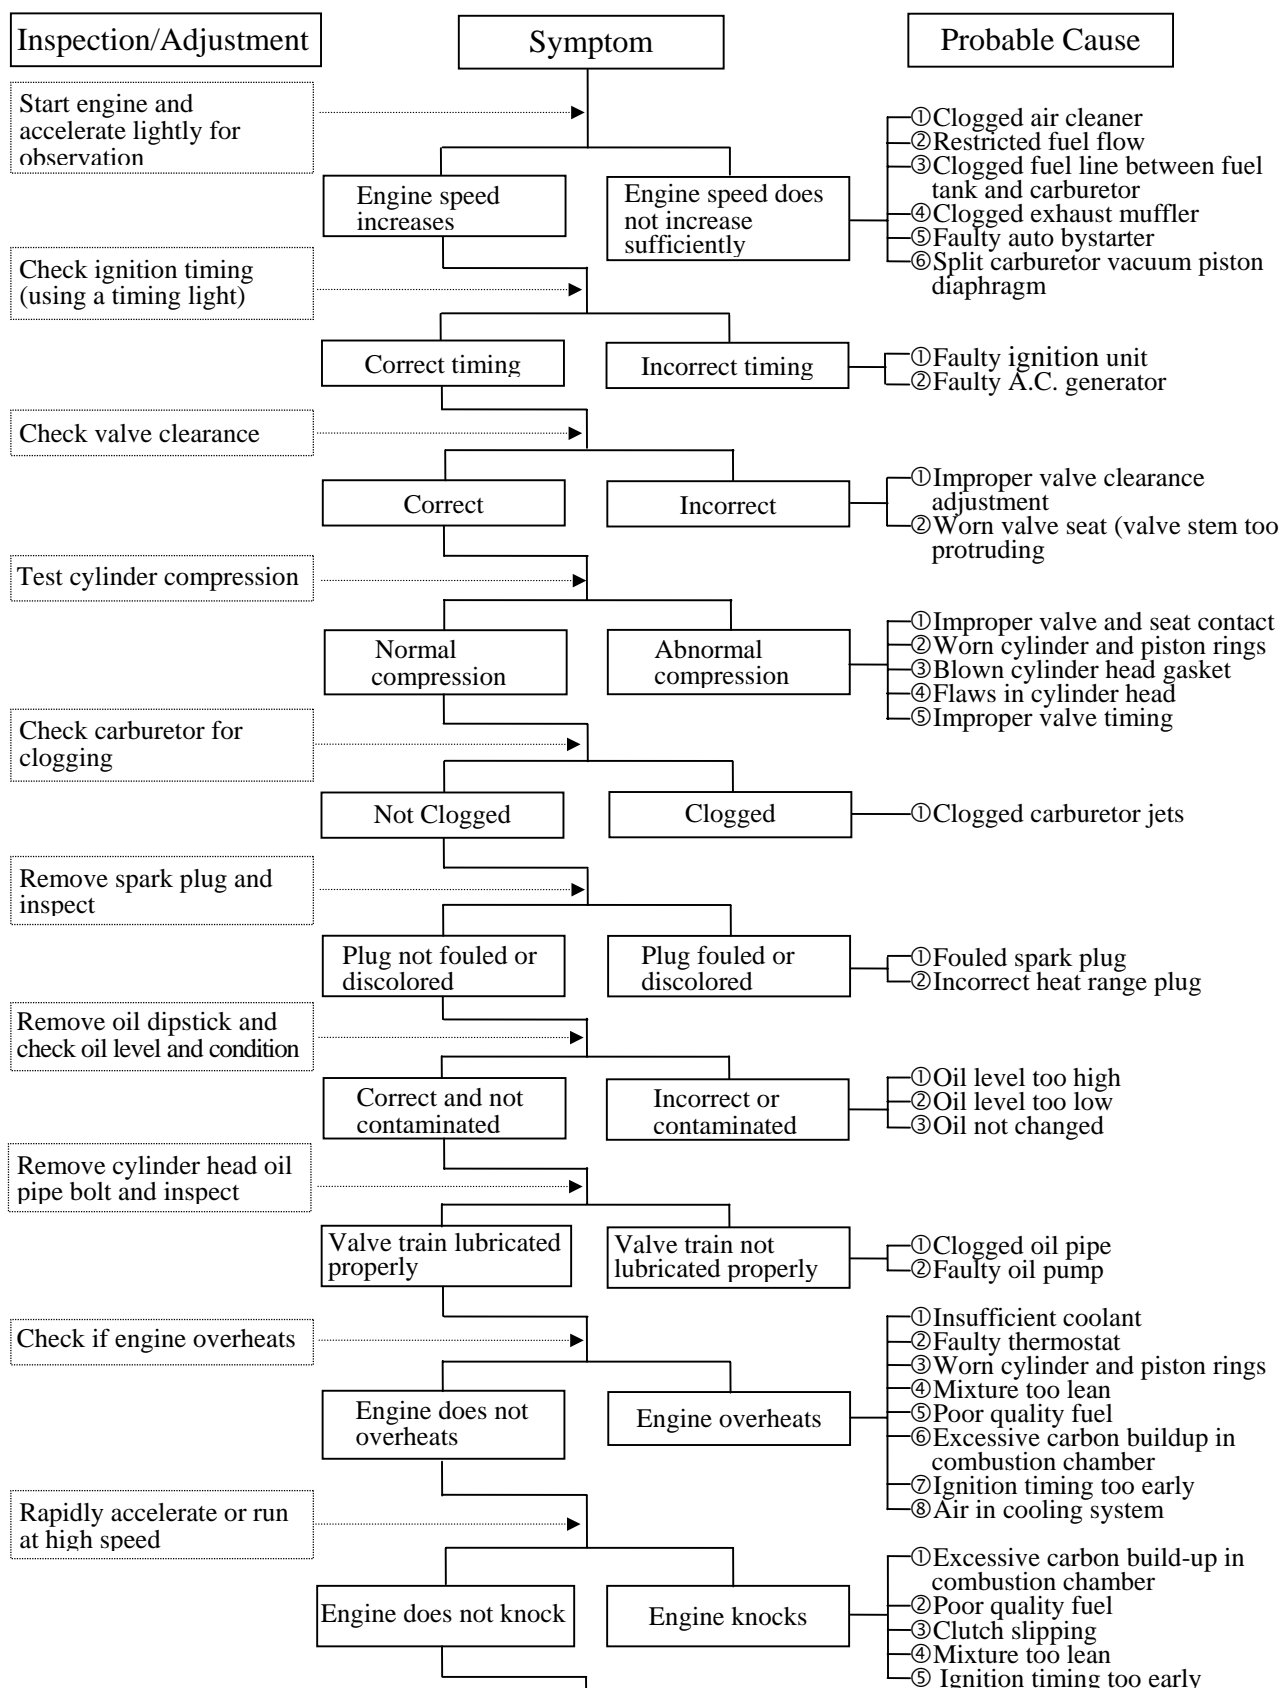 Inspection/Adjustment
Symptom
Probable Cause
Start engine and
accelerate lightly for
observation
Engine speed
increases
Engine speed does
not increase
sufficiently
①Clogged air cleaner
②Restricted fuel flow
③Clogged fuel line between fuel
tank and carburetor
④Clogged exhaust muffler
⑤Faulty auto bystarter
⑥Split carburetor vacuum piston
diaphragm
Check ignition timing
(using a timing light)
Correct timing
Incorrect timing
①Faulty ignition unit
②Faulty A.C. generator
Check valve clearance
Correct
Incorrect
①Improper valve clearance
adjustment
②Worn valve seat (valve stem too
protruding
Test cylinder compression
Normal
compression
Abnormal
compression
①Improper valve and seat contact
②Worn cylinder and piston rings
③Blown cylinder head gasket
④Flaws in cylinder head
⑤Improper valve timing
Check carburetor for
clogging
Not Clogged
Clogged
①Clogged carburetor jets
Remove spark plug and
inspect
Plug not fouled or
discolored
Plug fouled or
discolored
①Fouled spark plug
②Incorrect heat range plug
Remove oil dipstick and
check oil level and condition
Correct and not
contaminated
Incorrect or
contaminated
①Oil level too high
②Oil level too low
③Oil not changed
Remove cylinder head oil
pipe bolt and inspect
Valve train lubricated
properly
Valve train not
lubricated properly
①Clogged oil pipe
②Faulty oil pump
Check if engine overheats
Engine does not
overheats
Engine overheats
①Insufficient coolant
②Faulty thermostat
③Worn cylinder and piston rings
④Mixture too lean
⑤Poor quality fuel
⑥Excessive carbon buildup in
combustion chamber
⑦Ignition timing too early
⑧Air in cooling system
Rapidly accelerate or run
at high speed
Engine does not knock
Engine knocks
①Excessive carbon build-up in
combustion chamber
②Poor quality fuel
③Clutch slipping
④Mixture too lean
⑤ Ignition timing too early